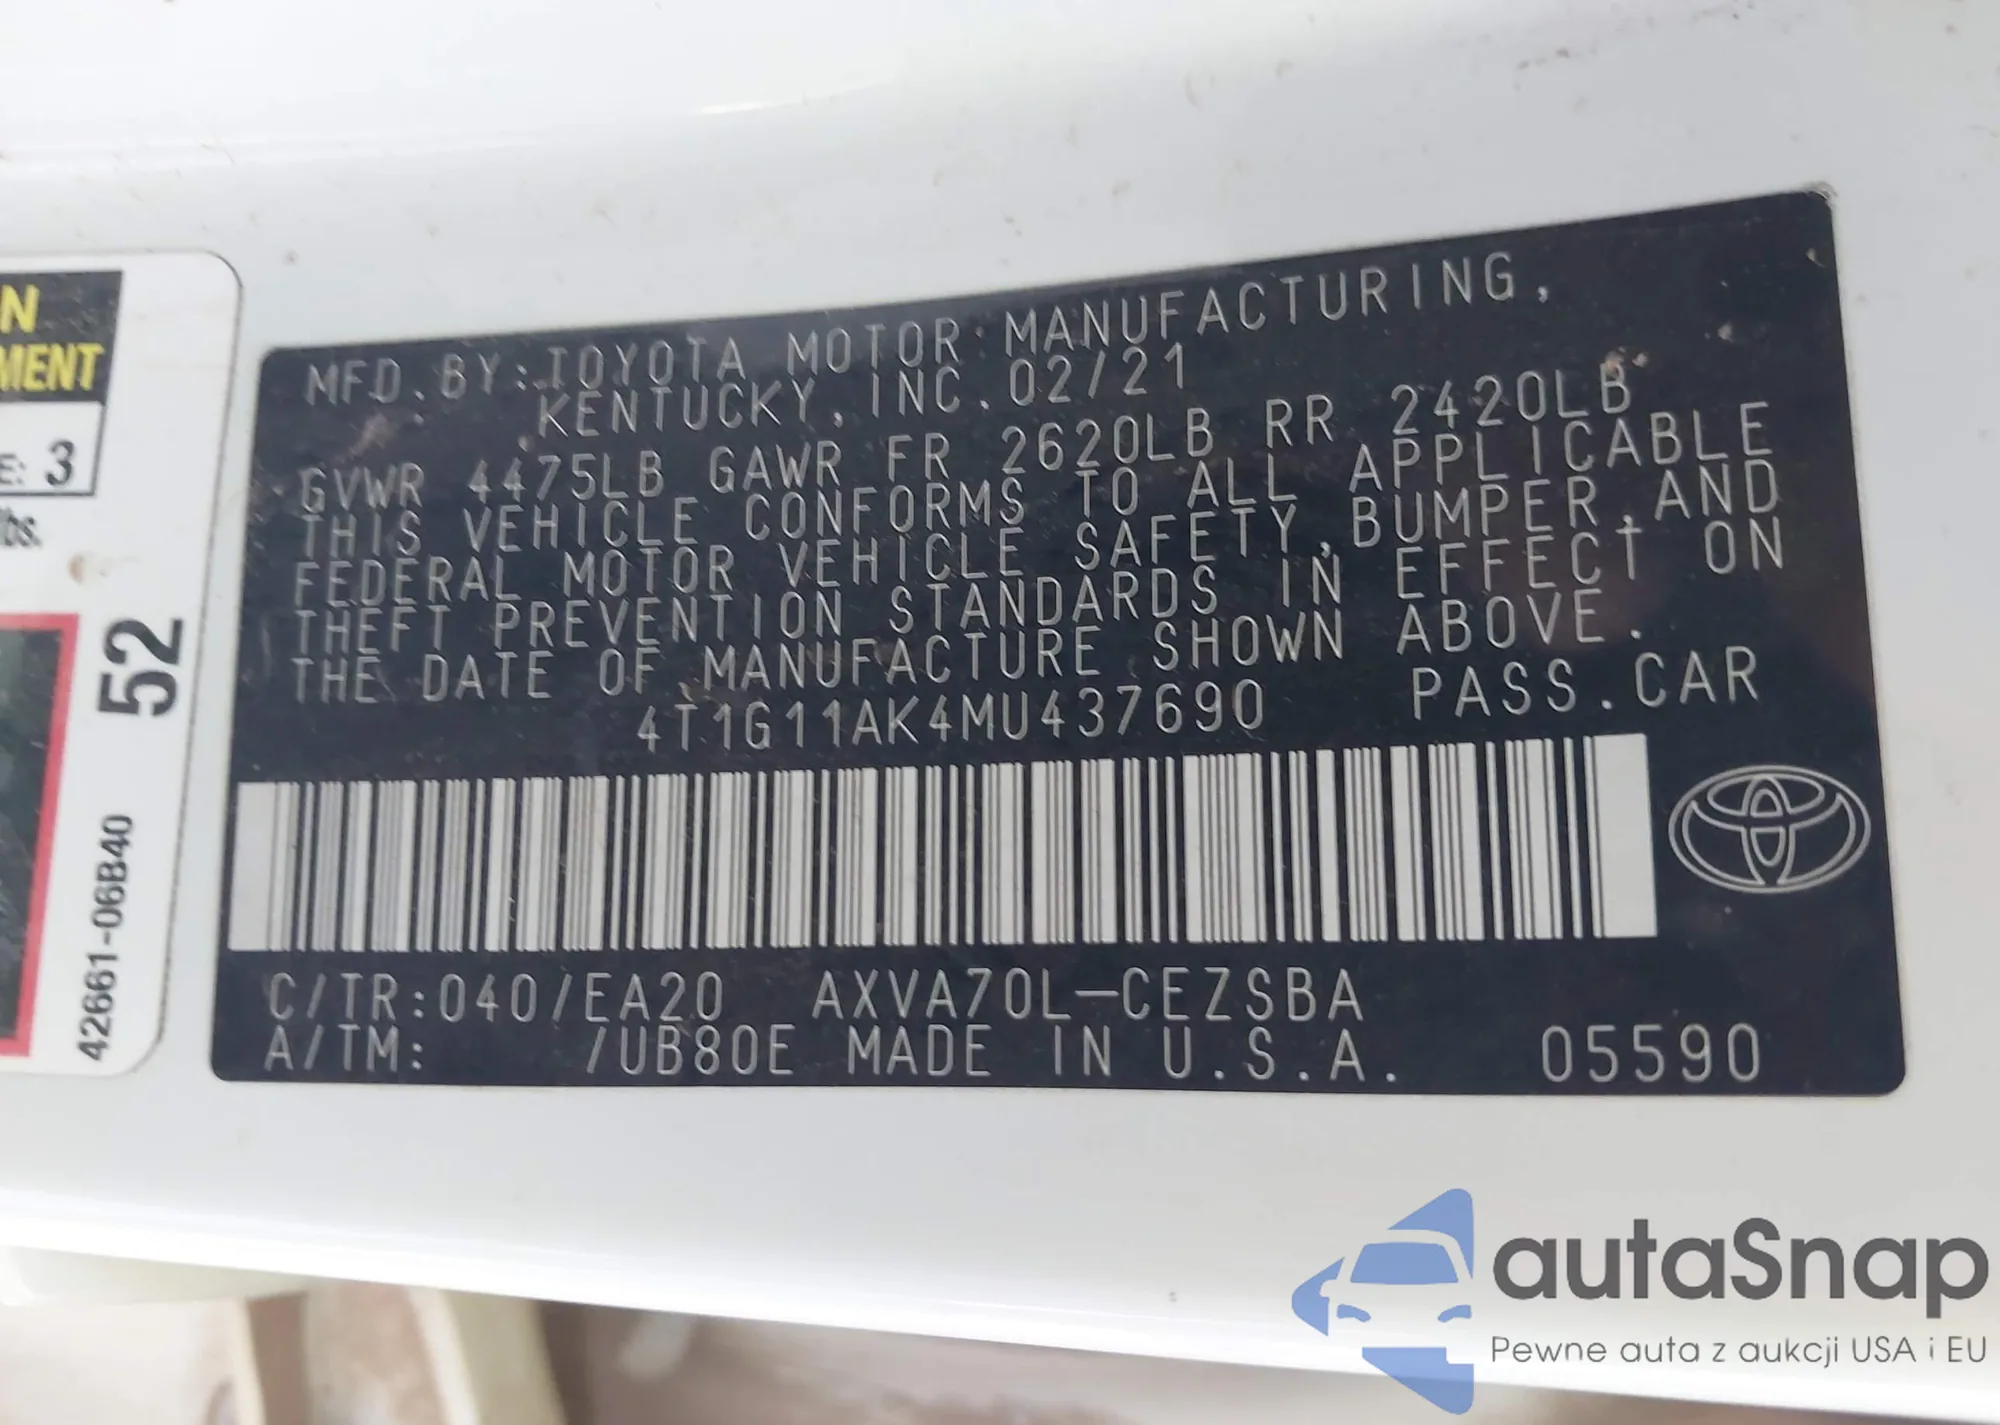 N
MENT
E: 3
lbs.
52
42661-06B40
MFD. BY: TOYOTA MOTOR MANUFACTURING,
KENTUCKY, INC. 02/21
GVWR 4475LB GAWR FR 2620LB RR 2420LB
THIS VEHICLE CONFORMS TO ALL APPLICABLE
FEDERAL MOTOR VEHICLE SAFETY, BUMPER, AND
THEFT PREVENTION STANDARDS IN EFFECT ON
THE DATE OF MANUFACTURE SHOWN ABOVE.
4T1G11AK4MU437690 PASS. CAR
C/TR:040/EA20 AXVA70L-CEZSBA
A/TM: /UB80E MADE IN U.S.A. 05590
autaSnap
Pewne auta z aukcji USA i EU